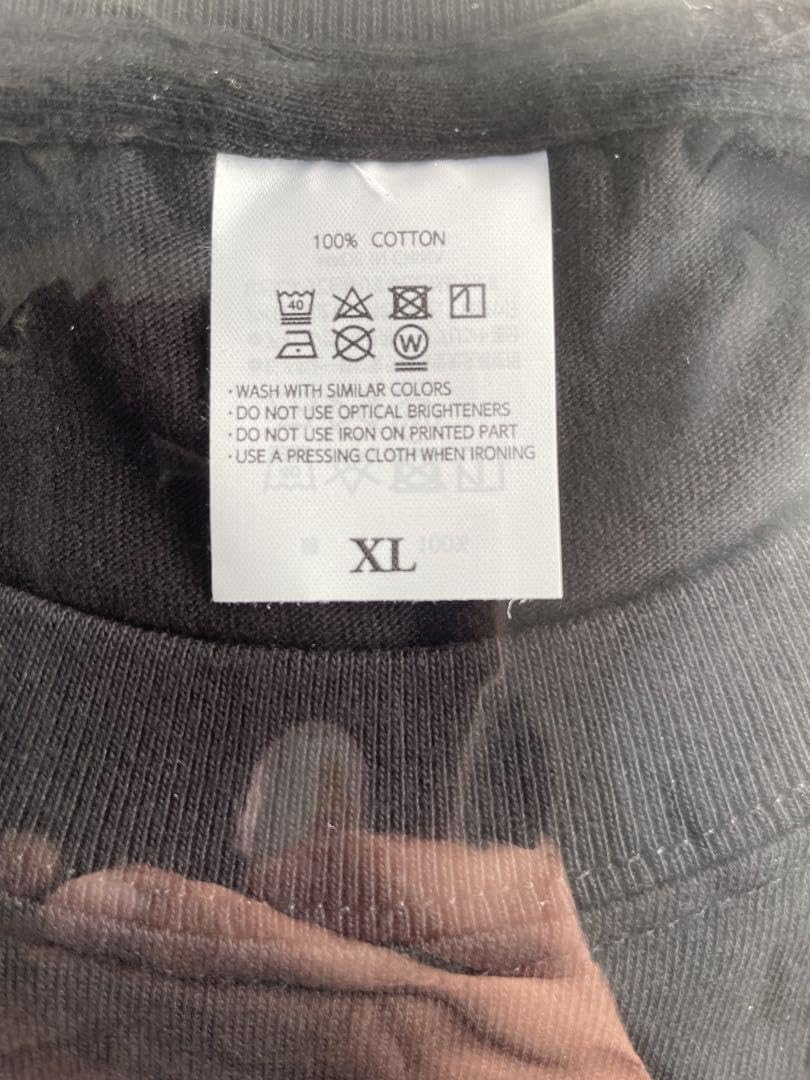 100% COTTON
40
W
・WASH WITH SIMILAR COLORS
・DO NOT USE OPTICAL BRIGHTENERS
・DO NOT USE IRON ON PRINTED PART
・USE A PRESSING CLOTH WHEN IRONING
XL